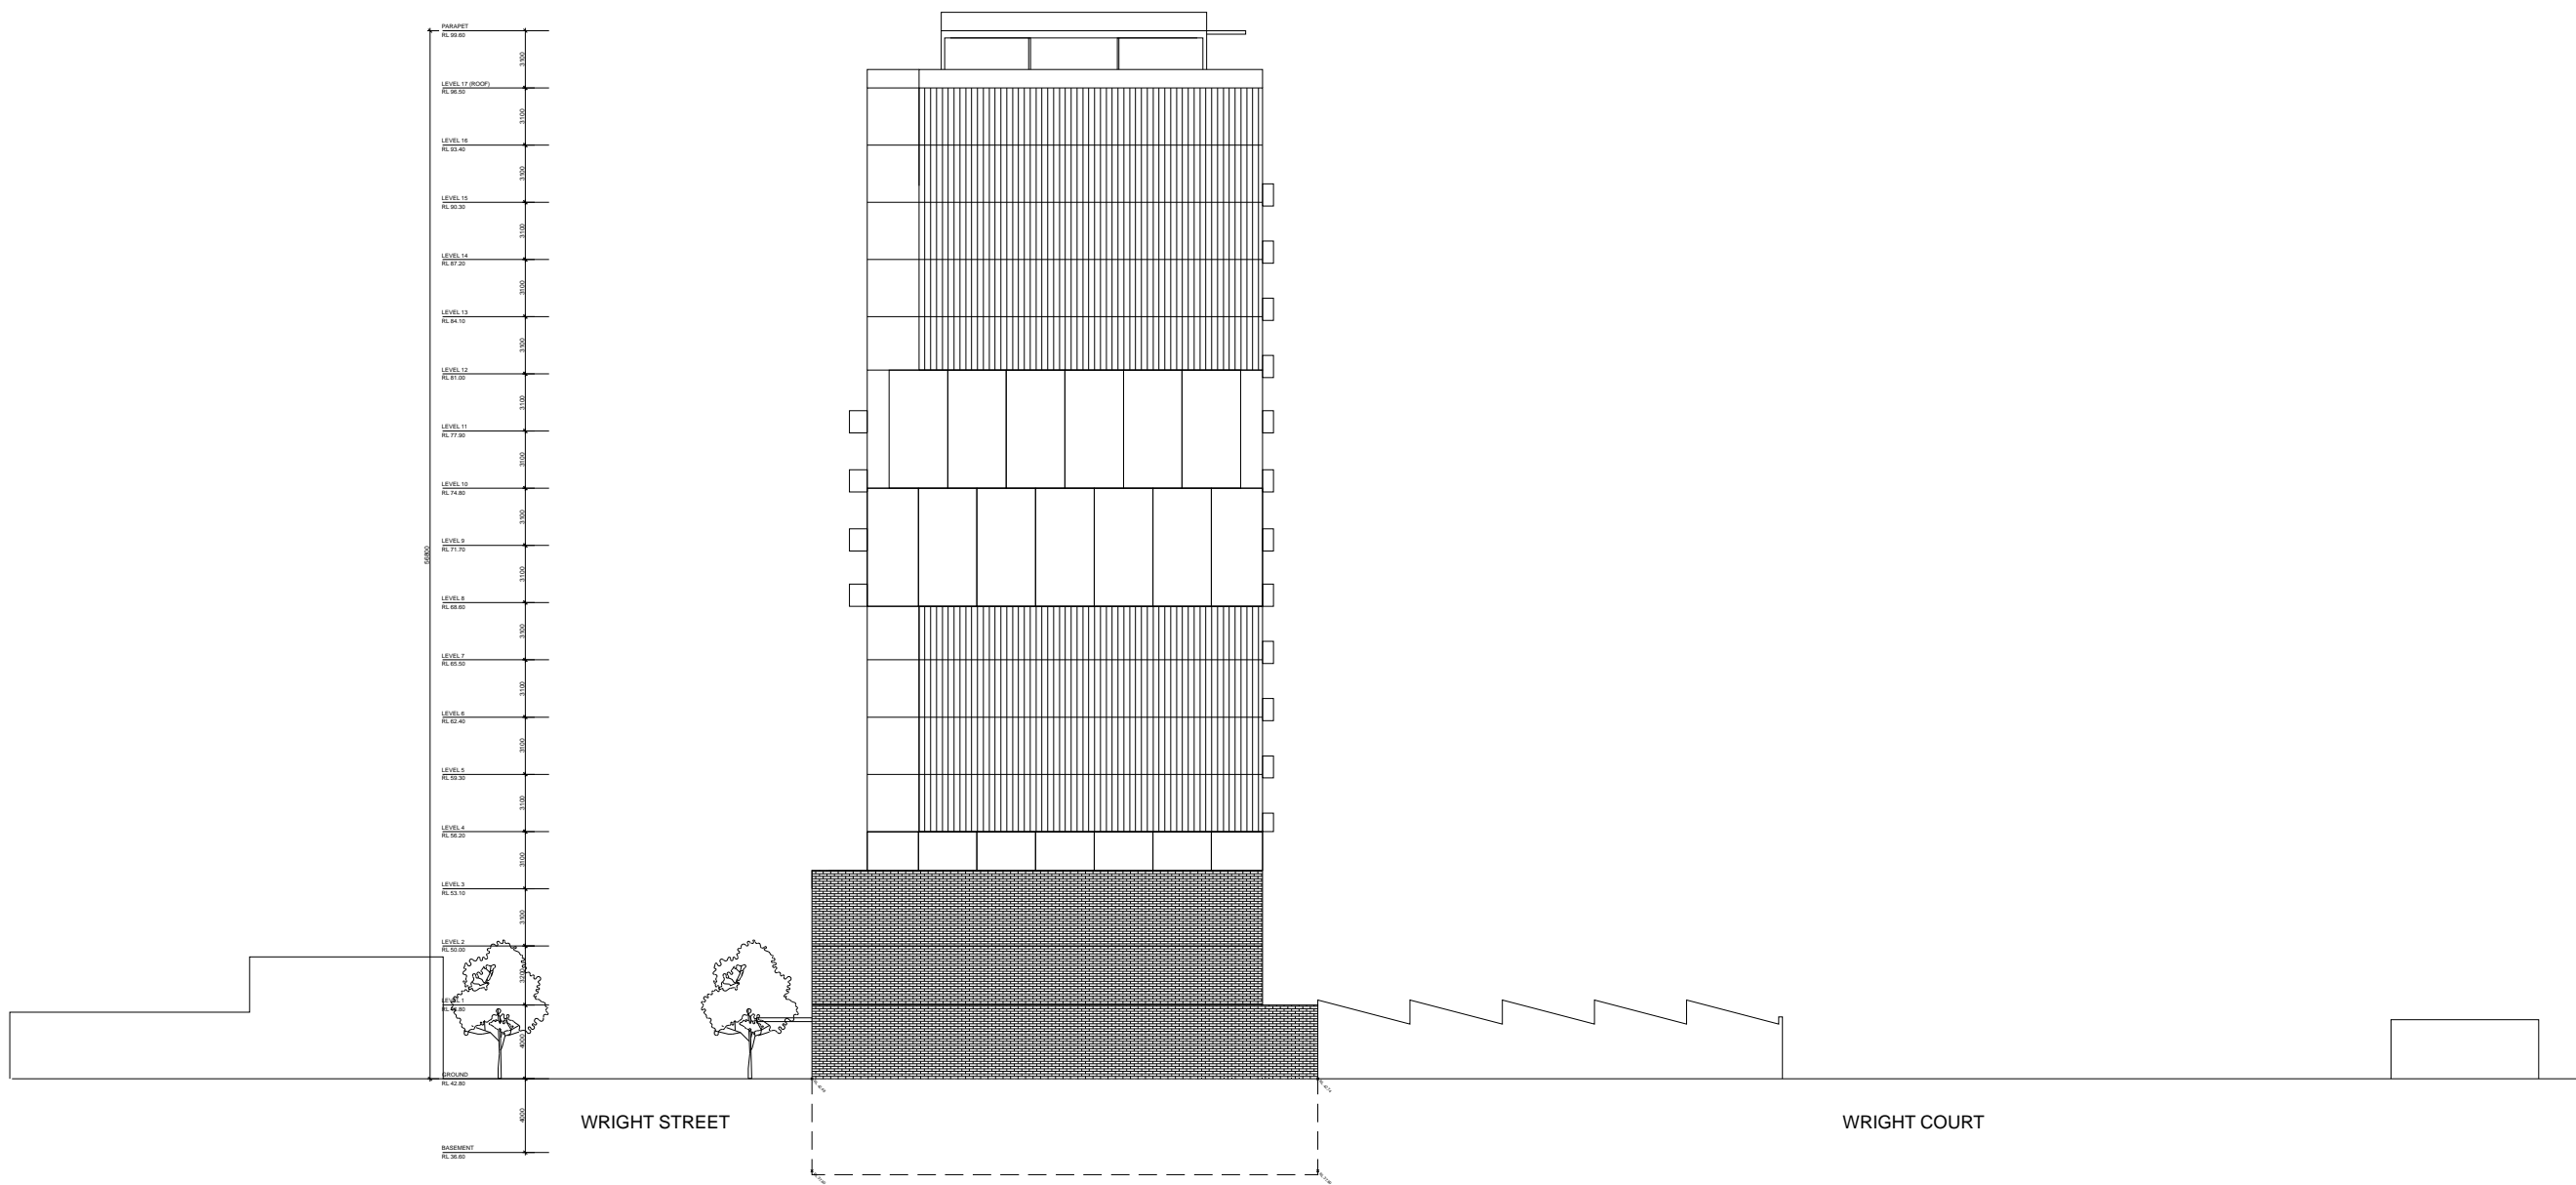 PARAPET
RL 99.60
3100
LEVEL 17 (ROOF)
RL 96.50
3100
LEVEL 16
RL 93.40
3100
LEVEL 15
RL 90.30
3100
LEVEL 14
RL 87.20
3100
LEVEL 13
RL 84.10
3100
LEVEL 12
RL 81.00
3100
LEVEL 11
RL 77.90
3100
LEVEL 10
RL 74.80
3100
LEVEL 9
RL 71.70
56800
3100
LEVEL 8
RL 68.60
3100
LEVEL 7
RL 65.50
3100
LEVEL 6
RL 62.40
3100
LEVEL 5
RL 59.30
3100
LEVEL 4
RL 56.20
3100
LEVEL 3
RL 53.10
3100
LEVEL 2
RL 50.00
3200
LEVEL 1
4000
GROUND
RL 42.80
4000
BASEMENT
RL 36.60
WRIGHT STREET
WRIGHT COURT